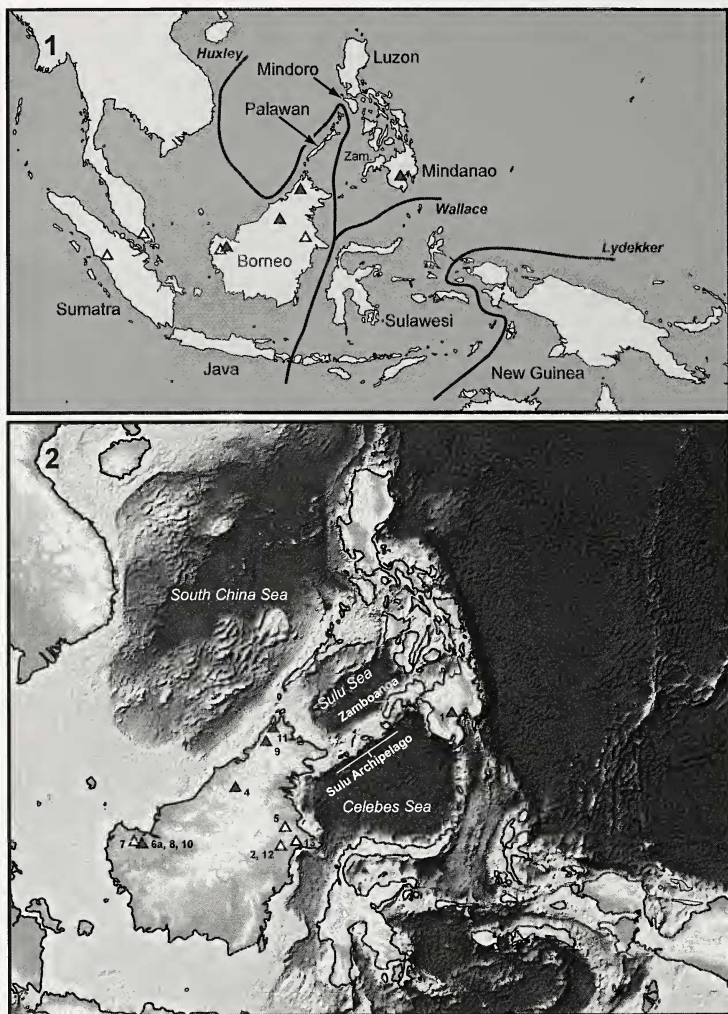 1
Huxley
Luzon
Mindoro
Palawan
Zam.
Mindanao
Wallace
Borneo
Lydekker
Sumatra
Sulawesi
Java
New Guinea
2
South China Sea
Sulu Sea
Zamboanga
1
11
9
Sulu Archipelago
4
Celebes Sea
5
7
6a, 8, 10
2, 12
13